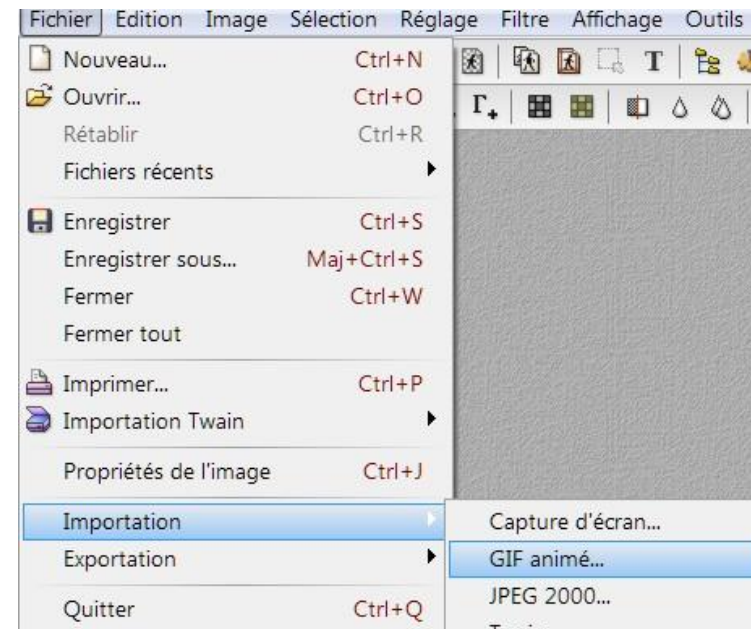 Fichier Edition Image Sélection Réglage Filtre Affichage Outils
Nouveau... Ctrl+N
Ouvrir... Ctrl+O
Rétablir Ctrl+R
Fichiers récents
Enregistrer Ctrl+S
Enregistrer sous... Maj+Ctrl+S
Fermer Ctrl+W
Fermer tout
Imprimer... Ctrl+P
Importation Twain
Propriétés de l'image Ctrl+J
Importation
Capture d'écran...
Exportation
GIF animé...
JPEG 2000...
Quitter Ctrl+Q